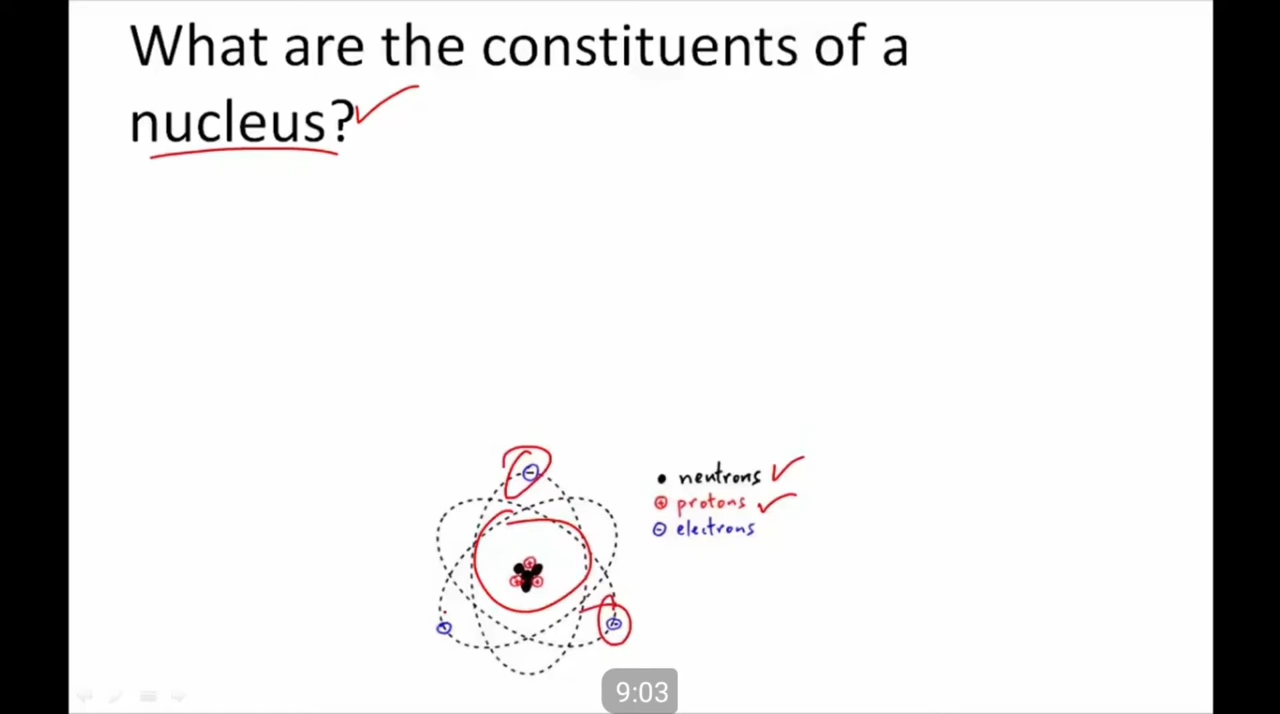 What are the constituents of a
nucleus?
neutrons
protons
electrons
9:03